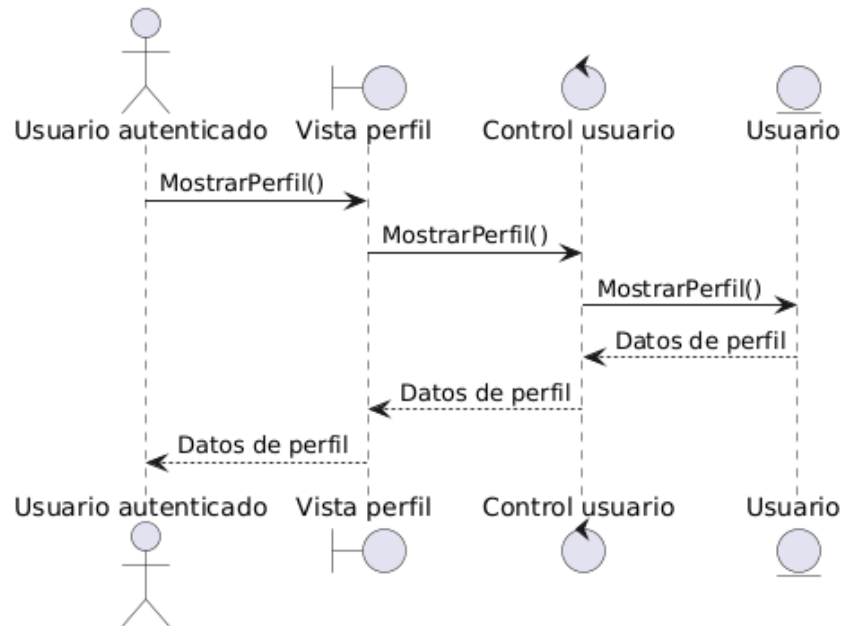 Usuario autenticado Vista perfil Control usuario Usuario
MostrarPerfil()
MostrarPerfil()
MostrarPerfil()
Datos de perfil
Datos de perfil
Datos de perfil
Usuario autenticado Vista perfil Control usuario Usuario